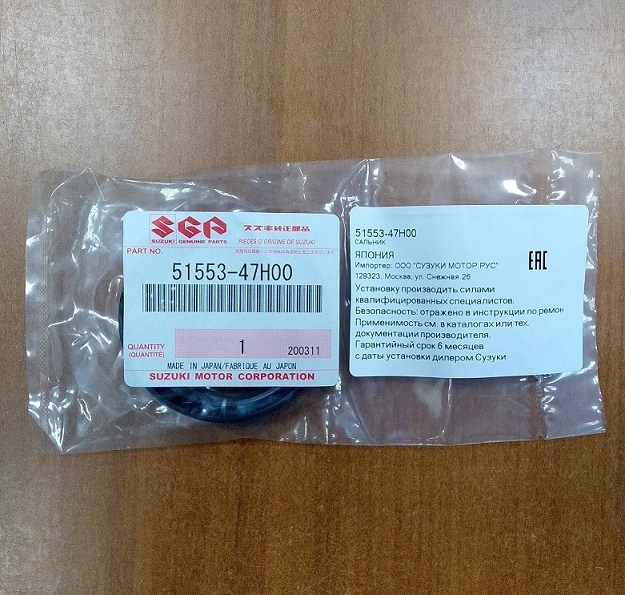 SGP
SUZUKI GENUINE PARTS
スズキ純正部品
PIÈCES D'ORIGINE DE SUZUKI
PART NO.
51553-47H00
QUANTITY
(QUANTITÉ)
1
200311
MADE IN JAPAN/FABRIQUE AU JAPON
SUZUKI MOTOR CORPORATION
51553-47H00
САЛЬНИК
ЯПОНИЯ
Импортер: ООО "СУЗУКИ МОТОР РУС"
129323, Москва, ул. Снежная 26
EAC
Установку производить силами
квалифицированных специалистов.
Безопасность: отражено в инструкции по ремон
Применимость см. в каталогах или тех.
документации производителя.
Гарантийный срок 6 месяцев
с даты установки дилером Сузуки